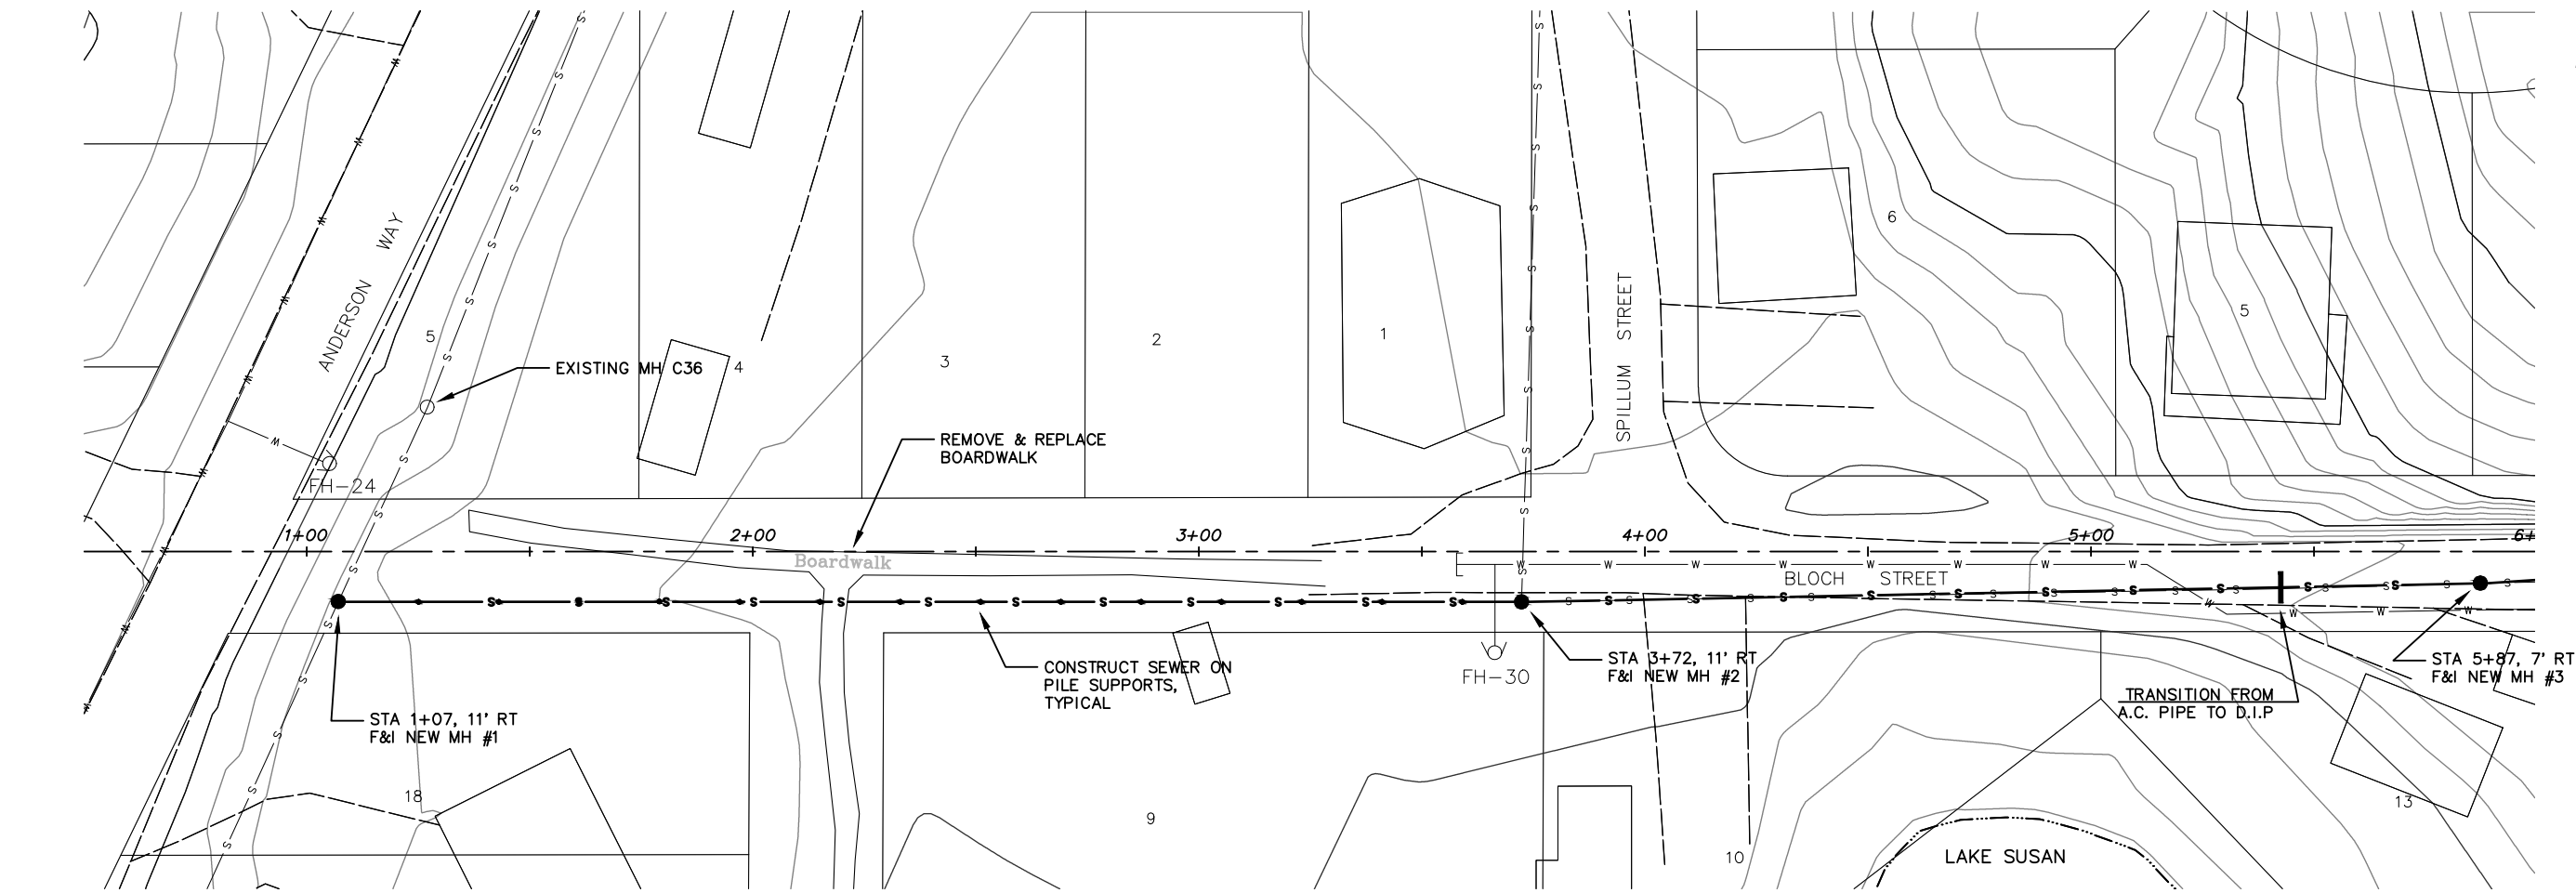 ANDERSON WAY
5
EXISTING MH C36
4
3
2
1
SPILLUM STREET
6
5
REMOVE & REPLACE
BOARDWALK
FH-24
1+00
2+00
3+00
4+00
5+00
6+
Boardwalk
BLOCH STREET
STA 1+07, 11' RT
F&I NEW MH #1
CONSTRUCT SEWER ON
PILE SUPPORTS,
TYPICAL
FH-30
STA 3+72, 11' RT
F&I NEW MH #2
STA 5+87, 7' RT
F&I NEW MH #3
TRANSITION FROM
A.C. PIPE TO D.I.P
18
9
10
LAKE SUSAN
13